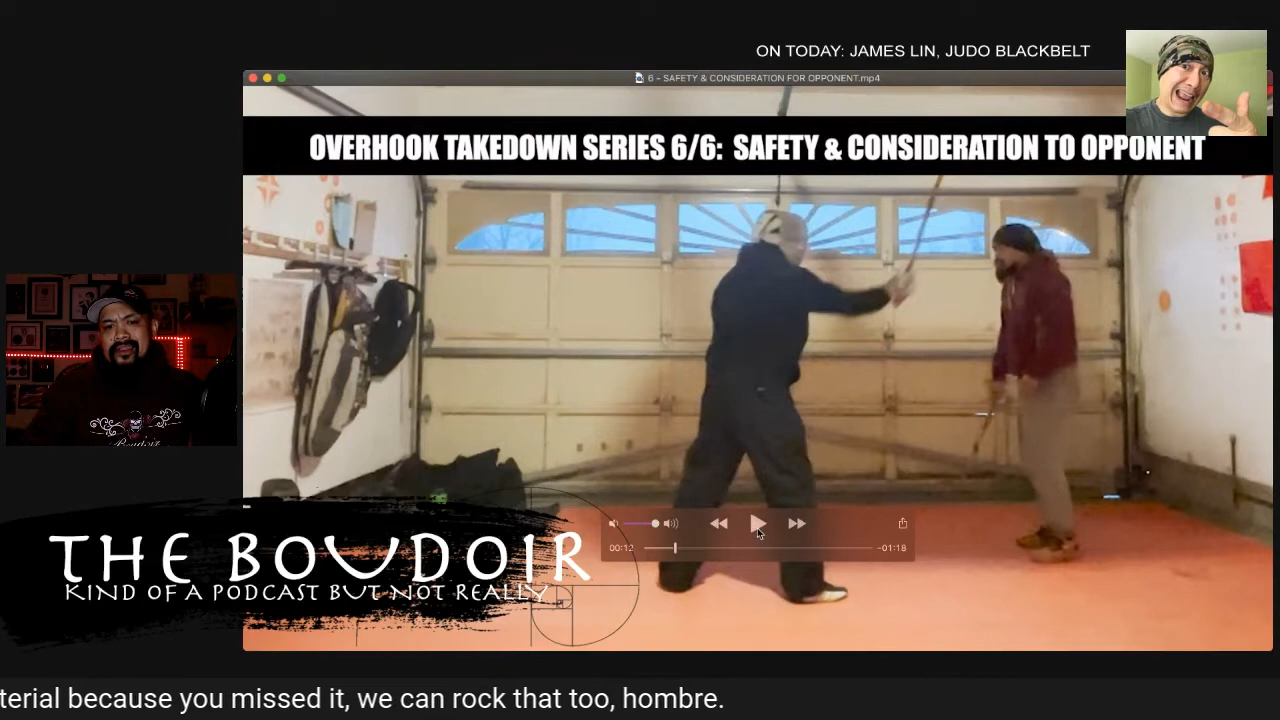 ON TODAY: JAMES LIN, JUDO BLACKBELT
6 - SAFETY & CONSIDERATION FOR OPPONENT.mp4
OVERHOOK TAKEDOWN SERIES 6/6: SAFETY & CONSIDERATION TO OPPONENT
00:12
-01:18
THE BOUDOIR
KIND OF A PODCAST BUT NOT REALLY
terial because you missed it, we can rock that too, hombre.